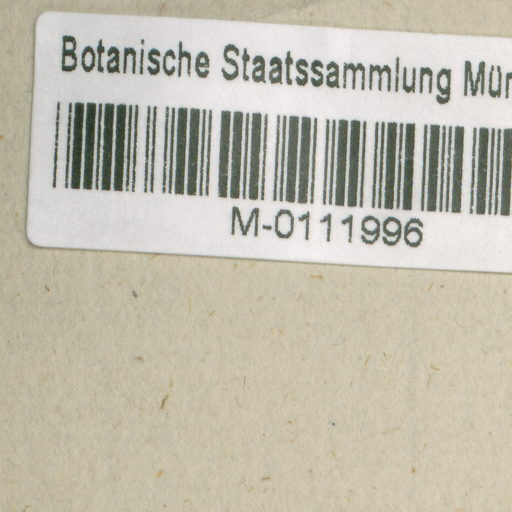 Botanische Staatssammlung Mün
M-0111996